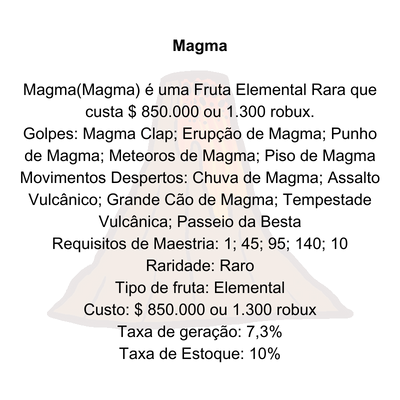 Magma
Magma(Magma) é uma Fruta Elemental Rara que
custa $ 850.000 ou 1.300 robux.
Golpes: Magma Clap; Erupção de Magma; Punho
de Magma; Meteoros de Magma; Piso de Magma
Movimentos Despertos: Chuva de Magma; Assalto
Vulcânico; Grande Cão de Magma; Tempestade
Vulcânica; Passeio da Besta
Requisitos de Maestria: 1; 45; 95; 140; 10
Raridade: Raro
Tipo de fruta: Elemental
Custo: $ 850.000 ou 1.300 robux
Taxa de geração: 7,3%
Taxa de Estoque: 10%